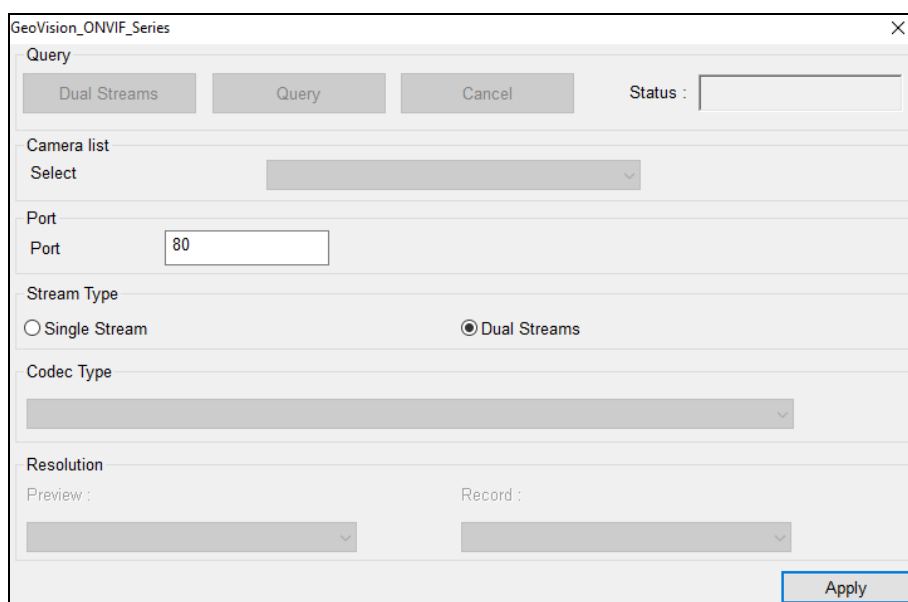 GeoVision_ONVIF_Series
Query
Dual Streams Query Cancel Status :
Camera list
Select
Port
Port 80
Stream Type
Single Stream Dual Streams
Codec Type
Resolution
Preview : Record :
Apply